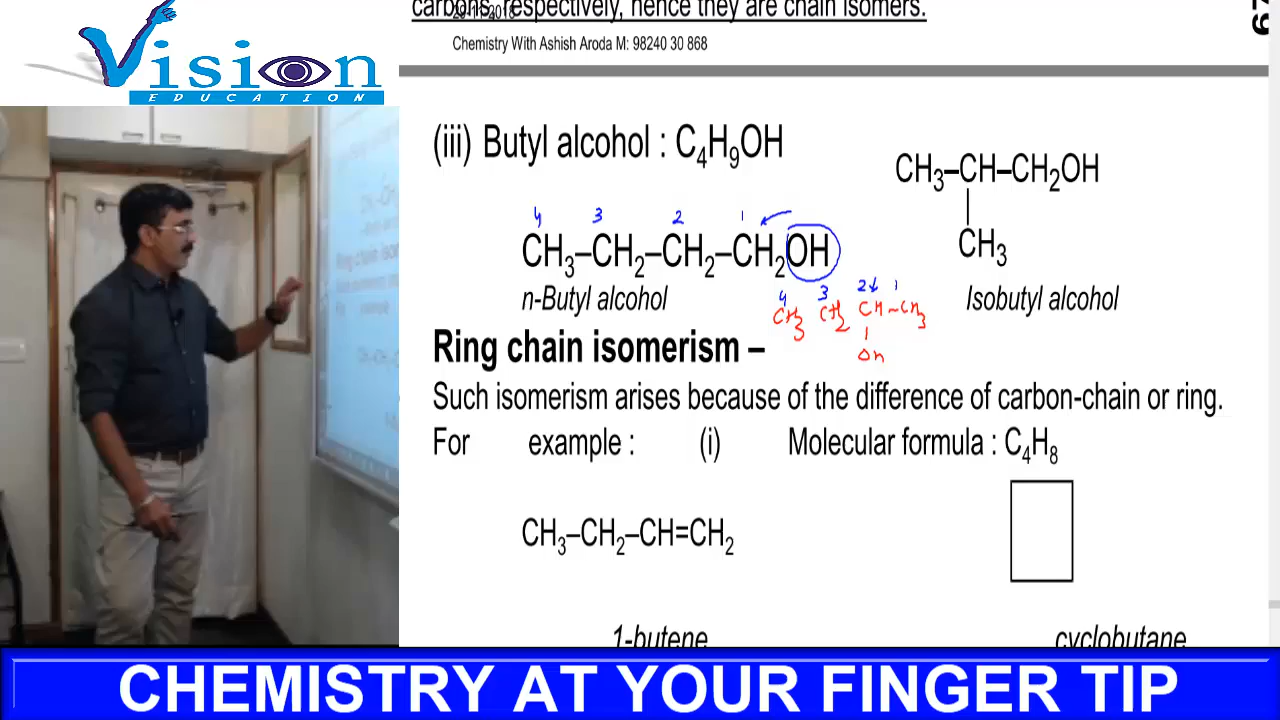 carbons, respectively, hence they are chain isomers.
20-11-2018
Chemistry With Ashish Aroda M: 98240 30 868
Vision
EDUCATION
67
(iii) Butyl alcohol : C₄H₉OH
CH₃–CH–CH₂OH
CH₃
4 3 2 1
CH₃–CH₂–CH₂–CH₂OH
n-Butyl alcohol
Isobutyl alcohol
4 3 2 1
CH₃ CH₂ CH–CH₃
OH
Ring chain isomerism –
Such isomerism arises because of the difference of carbon-chain or ring.
For example : (i) Molecular formula : C₄H₈
CH₃–CH₂–CH=CH₂
1-butene
cyclobutane
CHEMISTRY AT YOUR FINGER TIP